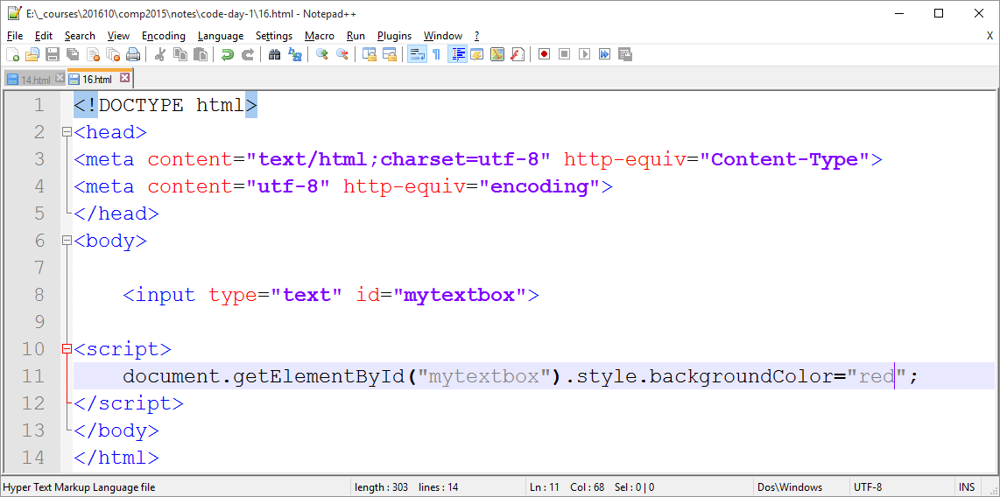 E:\_courses\201610\comp2015\notes\code-day-1\16.html - Notepad++
File Edit Search View Encoding Language Settings Macro Run Plugins Window ? X
14.html 16.html
1 <!DOCTYPE html>
2 <head>
3 <meta content="text/html;charset=utf-8" http-equiv="Content-Type">
4 <meta content="utf-8" http-equiv="encoding">
5 </head>
6 <body>
7
8 <input type="text" id="mytextbox">
9
10 <script>
11 document.getElementById("mytextbox").style.backgroundColor="red";
12 </script>
13 </body>
14 </html>
Hyper Text Markup Language file length : 303 lines : 14 Ln : 11 Col : 68 Sel : 0 | 0 Dos\Windows UTF-8 INS